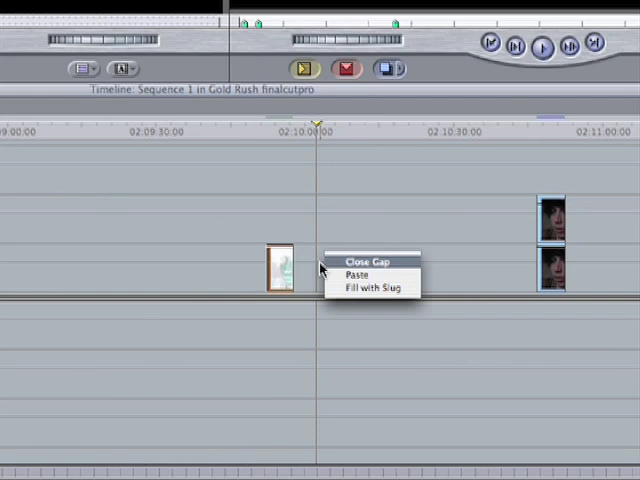 A
Timeline: Sequence 1 in Gold Rush finalcutpro
9:00:00 02:09:30:00 02:10:00:00 02:10:30:00 02:11:00:00
Close Gap
Paste
Fill with Slug